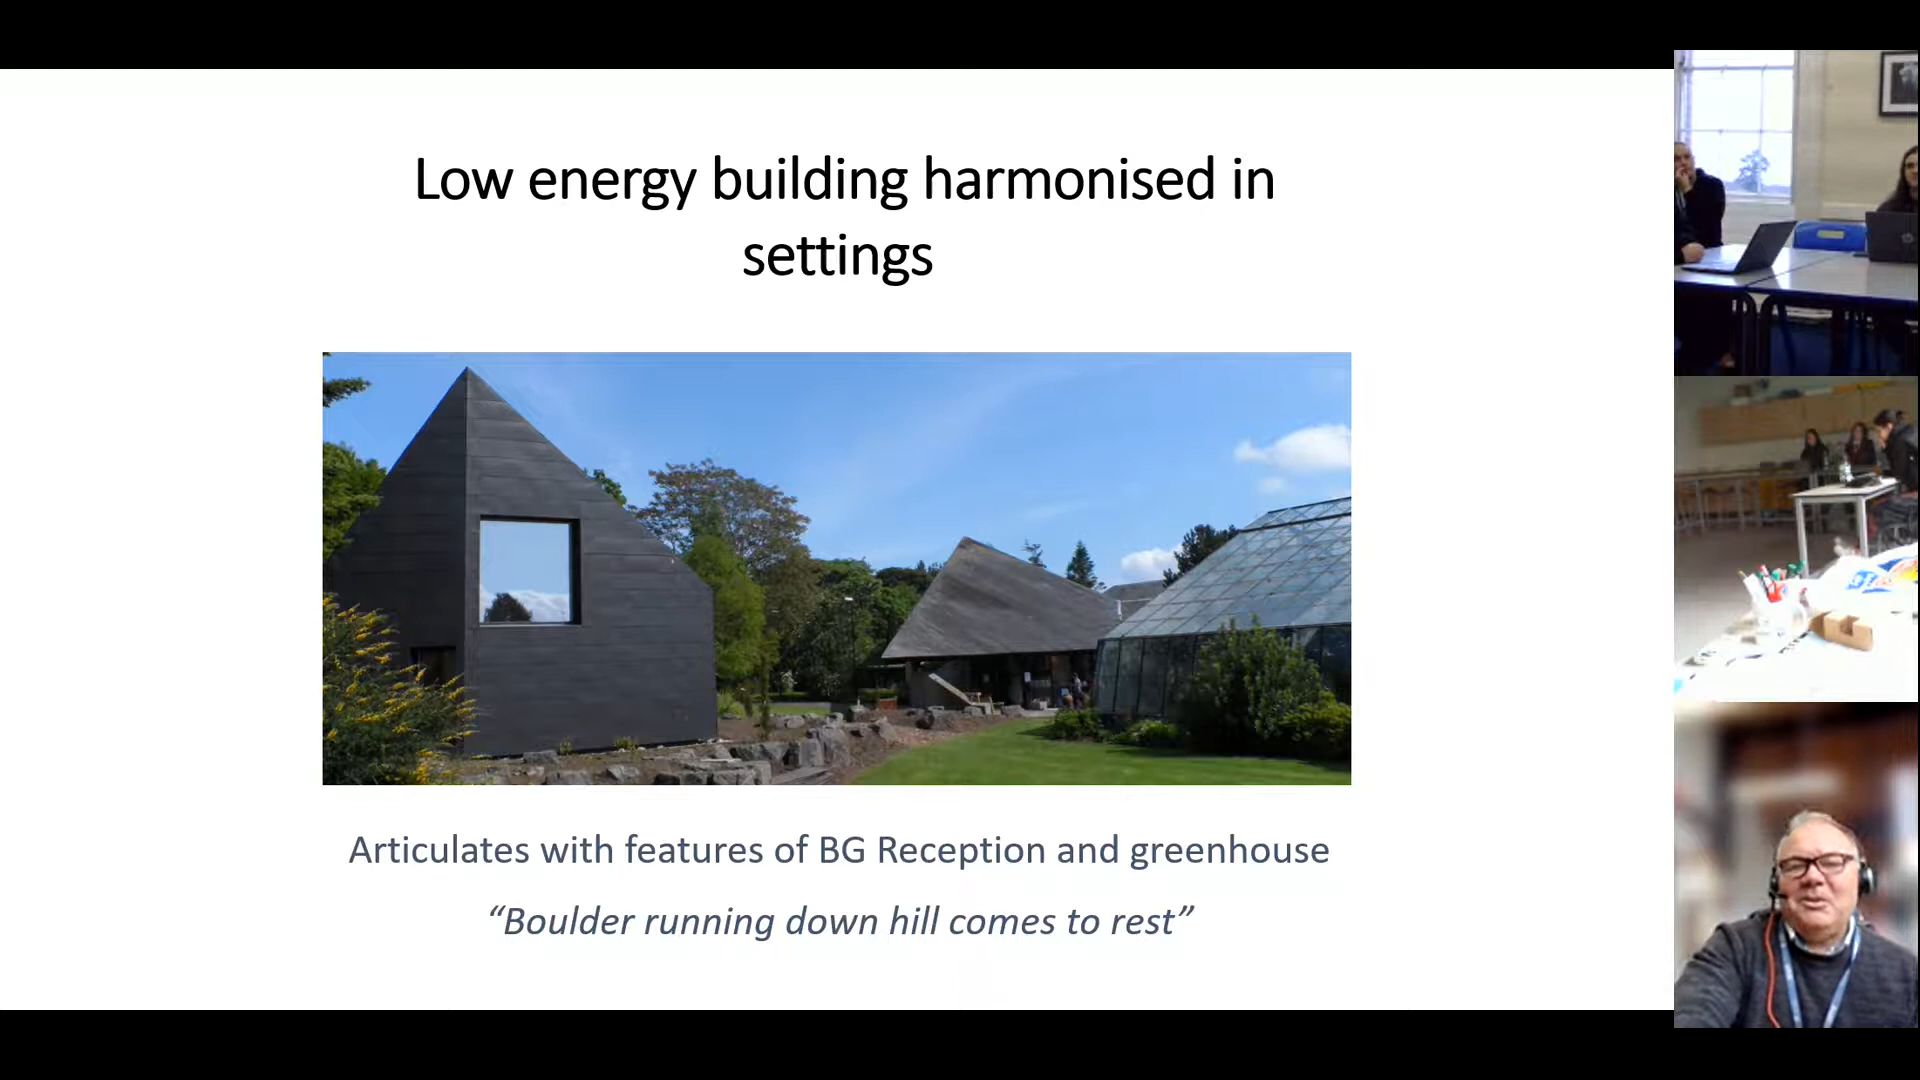 Low energy building harmonised in
settings
Articulates with features of BG Reception and greenhouse
“Boulder running down hill comes to rest”